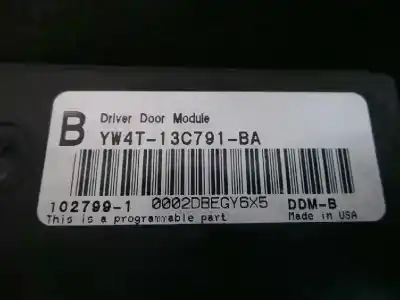 B Driver Door Module
YW4T-13C791-BA
102799-1 0002DBEGY6X5 DDM-B
This is a programmable part Made in USA